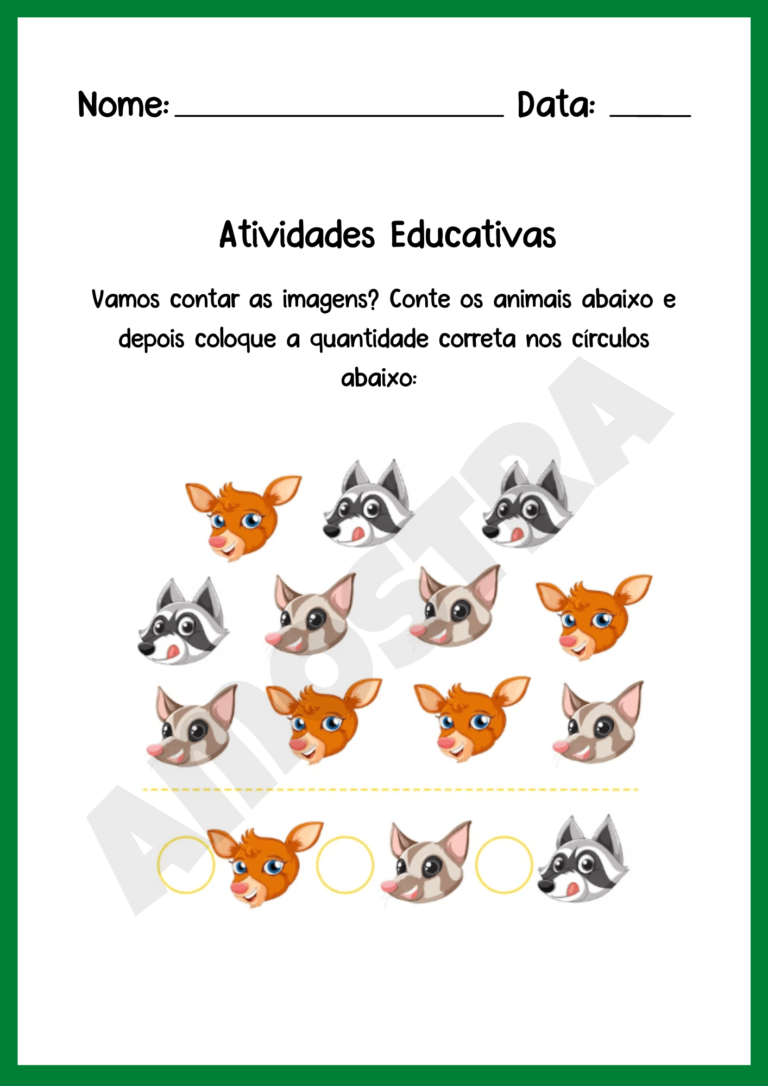 Nome: Data:
Atividades Educativas
Vamos contar as imagens? Conte os animais abaixo e
depois coloque a quantidade correta nos círculos
abaixo:
AMOSTRA